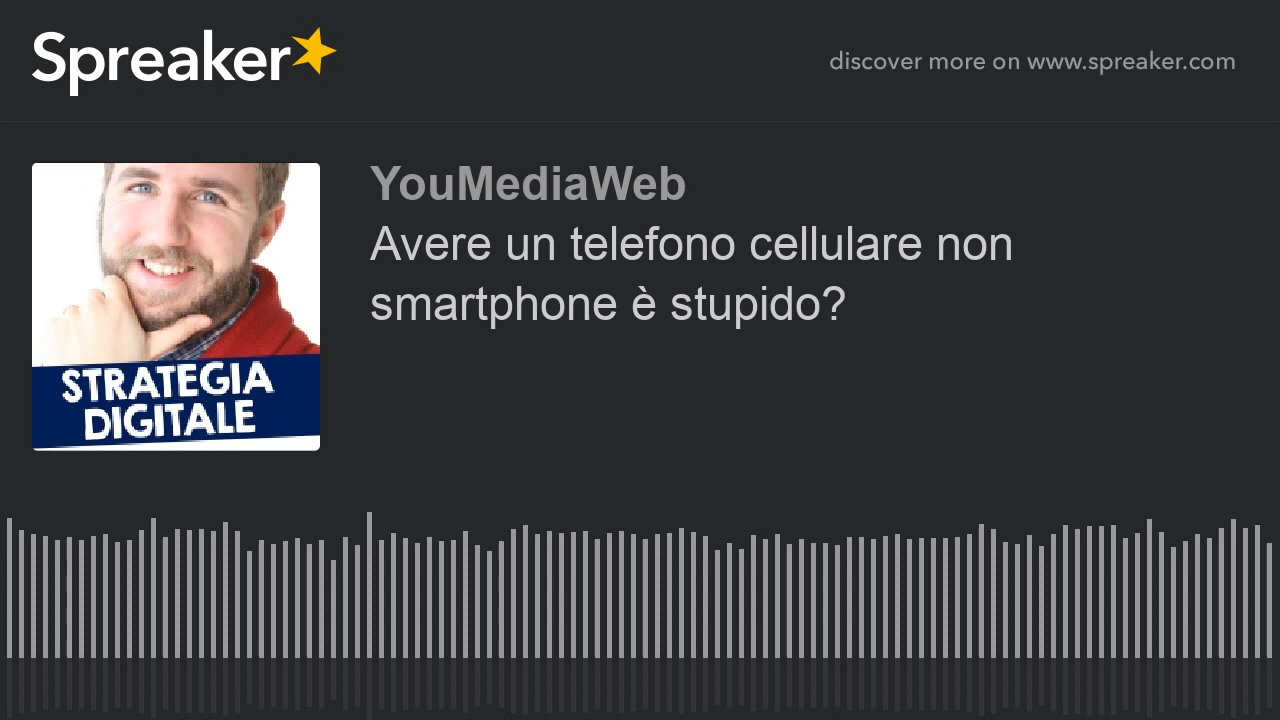 Spreaker
discover more on www.spreaker.com
YouMediaWeb
Avere un telefono cellulare non
smartphone è stupido?
STRATEGIA
DIGITALE